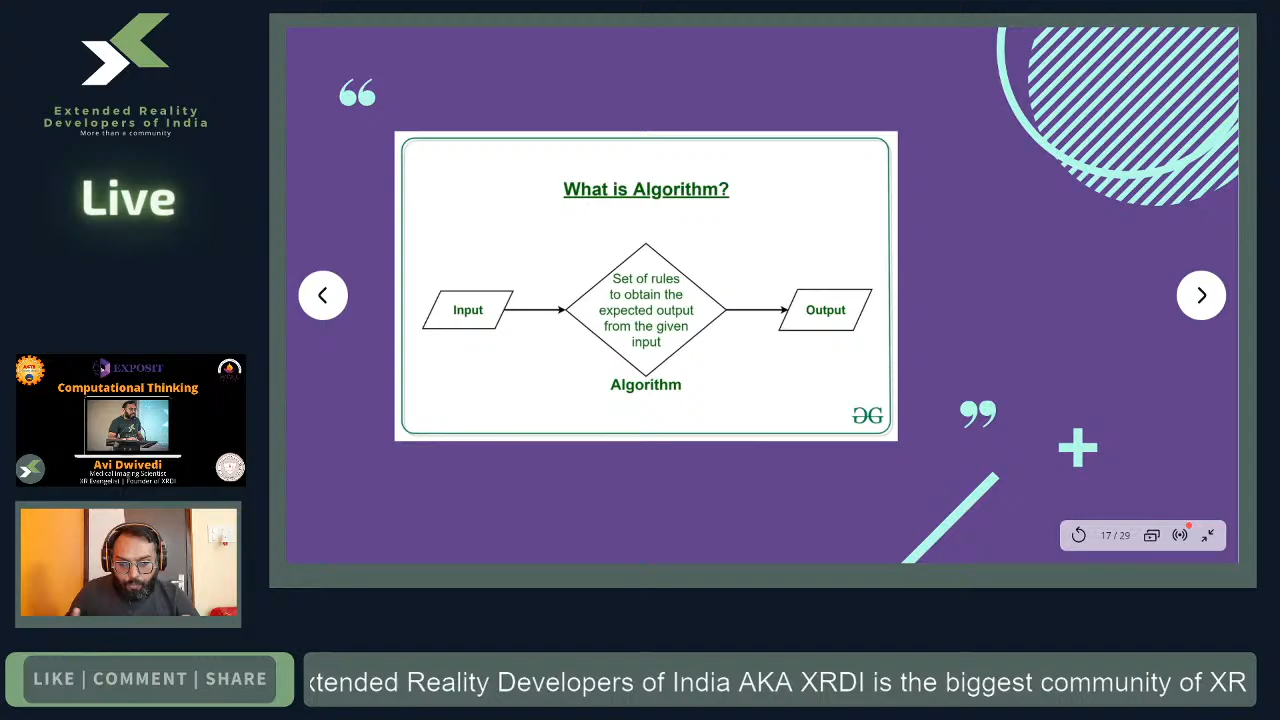 Extended Reality
Developers of India
More than a community
Live
EXPOSIT
Computational Thinking
Avi Dwivedi
Medical Imaging Scientist
XR Evangelist | Founder of XRDI
What is Algorithm?
Input
Set of rules
to obtain the
expected output
from the given
input
Output
Algorithm
17 / 29
LIKE | COMMENT | SHARE
xtended Reality Developers of India AKA XRDI is the biggest community of XR